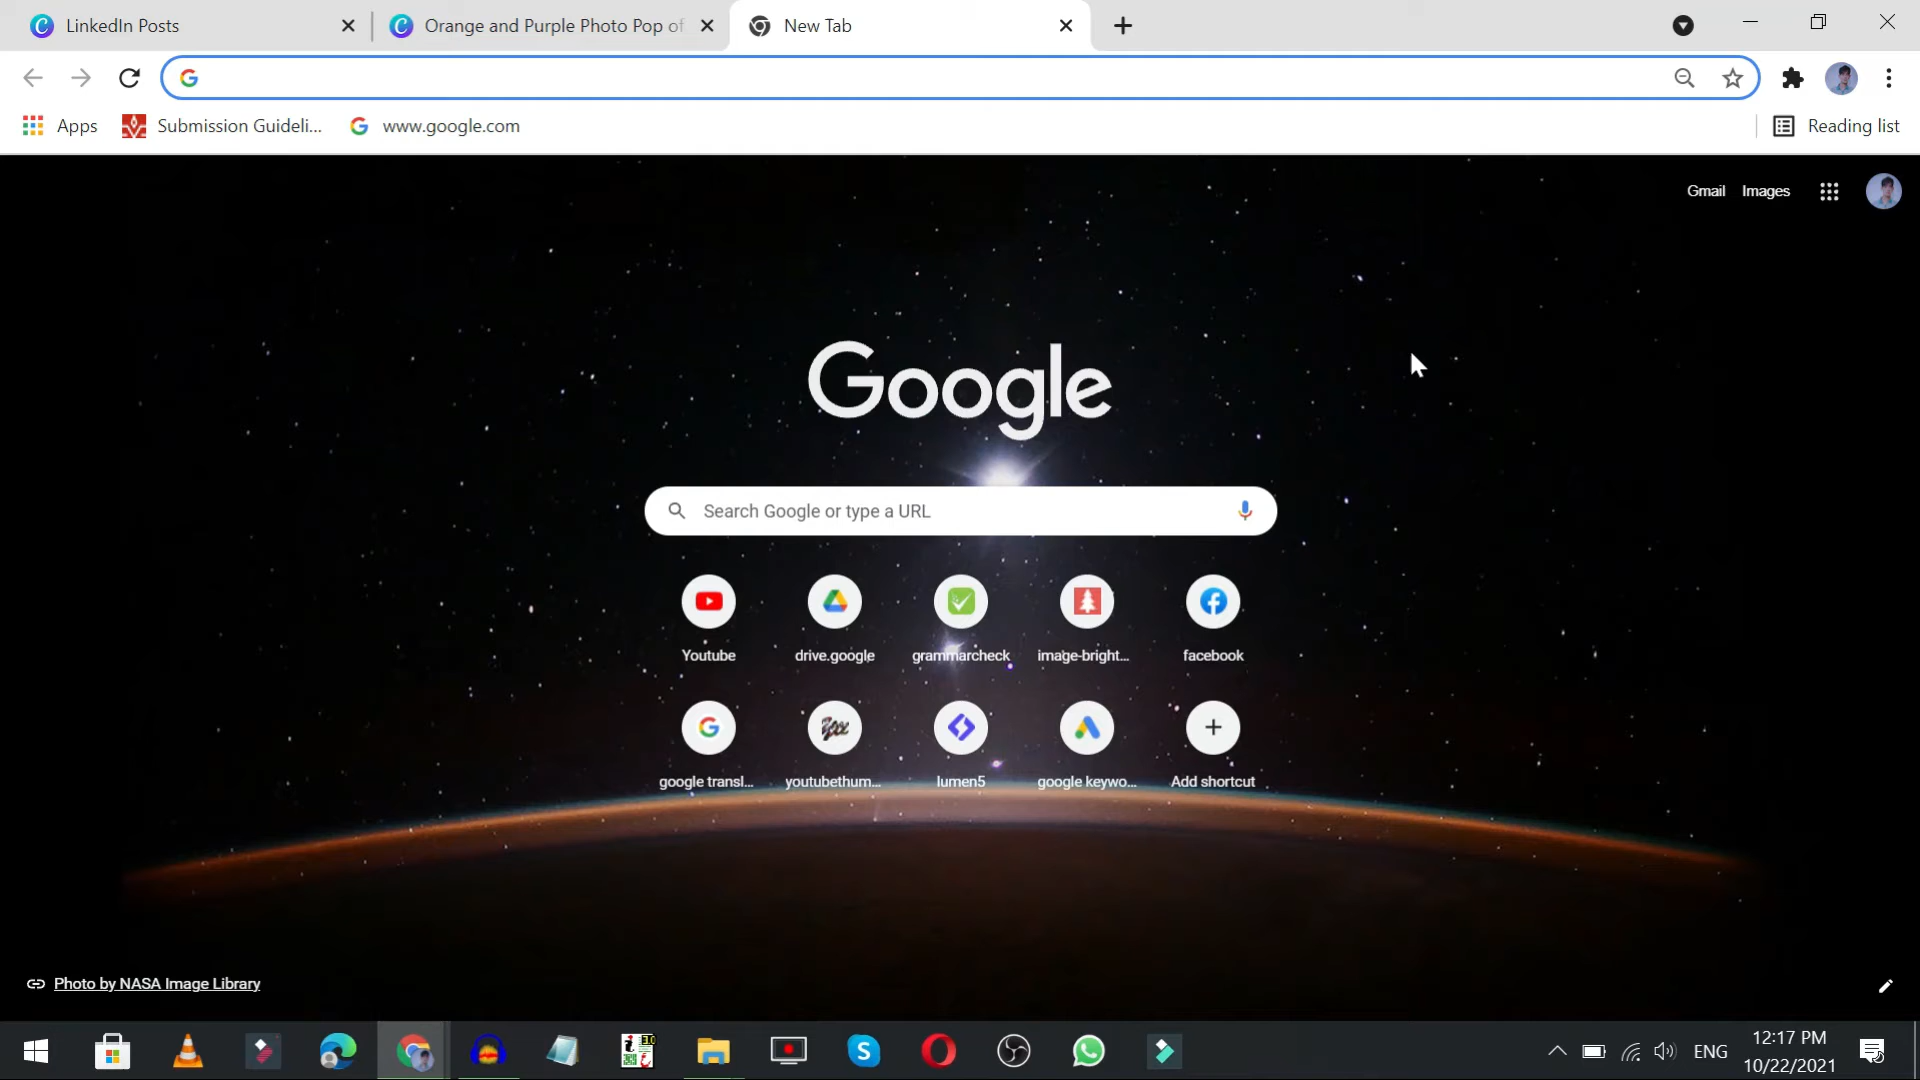 LinkedIn Posts
Orange and Purple Photo Pop of
New Tab
Apps
Submission Guideli...
www.google.com
Reading list
Gmail
Images
Google
Search Google or type a URL
Youtube
drive.google
grammarcheck
image-bright...
facebook
google transl...
youtubethum...
lumen5
google keywo...
Add shortcut
Photo by NASA Image Library
ENG
12:17 PM
10/22/2021